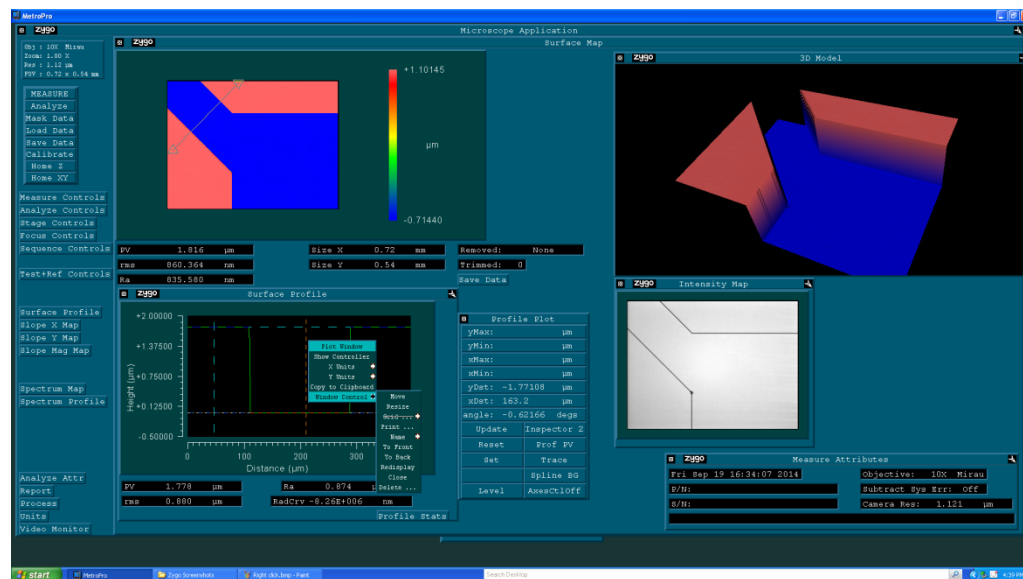 MetroPro
zygo
Microscope Application
Obj : 10X Mirau
Zoom: 1.00 X
Res : 1.12 µm
FOV : 0.72 x 0.54 mm
MEASURE
Analyze
Mask Data
Load Data
Save Data
Calibrate
Home Z
Home XY
Measure Controls
Analyze Controls
Stage Controls
Focus Controls
Sequence Controls
Test+Ref Controls
Surface Profile
Slope X Map
Slope Y Map
Slope Mag Map
Spectrum Map
Spectrum Profile
Analyze Attr
Report
Process
Units
Video Monitor
zygo Surface Map
+1.10145
µm
-0.71440
PV 1.816 µm Size X 0.72 mm Removed: None
rms 860.364 nm Size Y 0.54 mm Trimmed: 0
Ra 835.580 nm Save Data
zygo 3D Model
zygo Surface Profile
+2.00000
+1.37500
+0.75000
+0.12500
-0.50000
Height (µm)
0 100 200 300
Distance (µm)
Plot Window
Show Controller
X Units
Y Units
Copy to Clipboard
Window Control
Move
Resize
Grid ...
Print ...
Name
To Front
To Back
Redisplay
Close
Delete ...
PV 1.778 µm Ra 0.874
rms 0.880 µm RadCrv -8.26E+006 nm
Profile Stats
Profile Plot
yMax: µm
yMin: µm
xMax: µm
xMin: µm
yDst: -1.77108 µm
xDst: 163.2 µm
angle: -0.62166 degs
Update Inspector 2
Reset Prof PV
Set Trace
Spline BG
Level AxesCtlOff
zygo Intensity Map
zygo Measure Attributes
Fri Sep 19 16:34:07 2014 Objective: 10X Mirau
P/N: Subtract Sys Err: Off
S/N: Camera Res: 1.121 µm
start MetroPro Zygo Screenshots Right click.bmp - Paint Search Desktop 4:39 PM